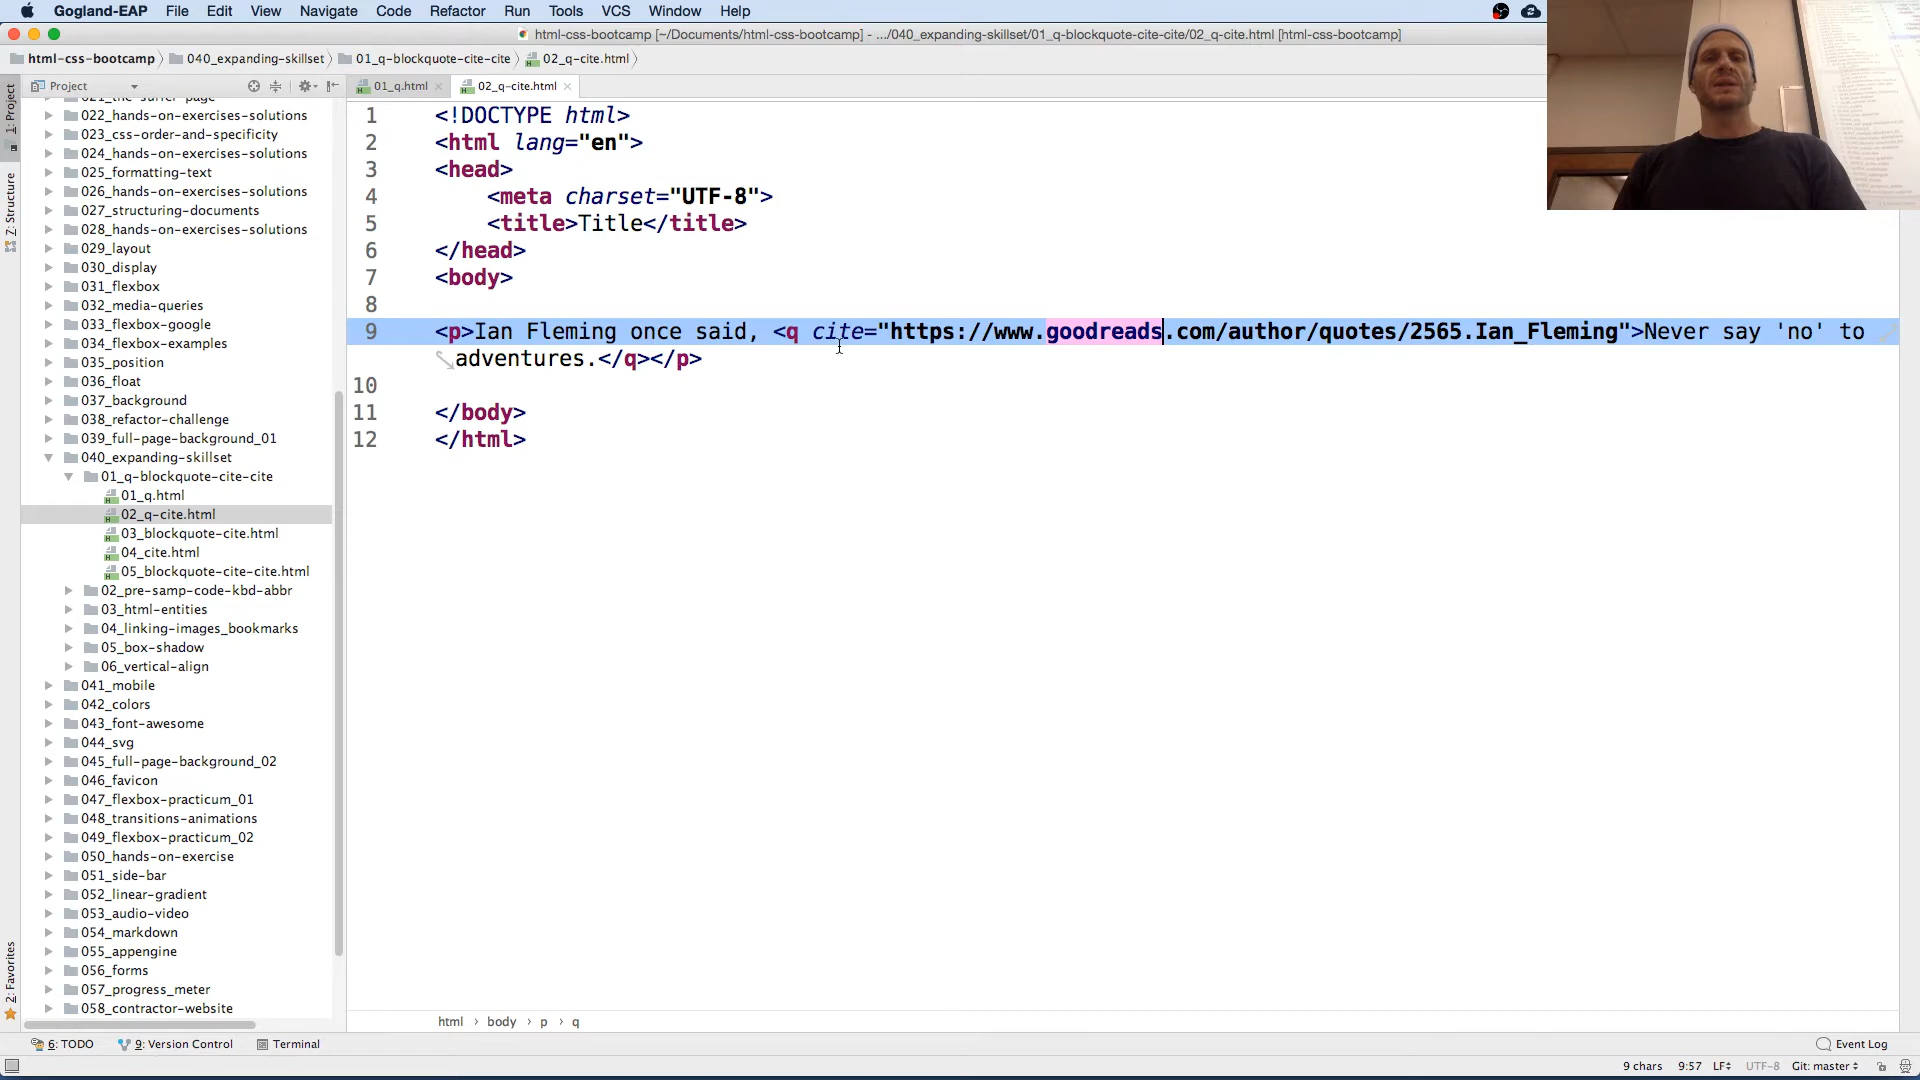 Gogland-EAP File Edit View Navigate Code Refactor Run Tools VCS Window Help
html-css-bootcamp [~/Documents/html-css-bootcamp] - .../040_expanding-skillset/01_q-blockquote-cite-cite/02_q-cite.html [html-css-bootcamp]
html-css-bootcamp 040_expanding-skillset 01_q-blockquote-cite-cite 02_q-cite.html
Project 01_q.html 02_q-cite.html
1: Project
Z: Structure
2: Favorites
021_the-surfer-page
022_hands-on-exercises-solutions
023_css-order-and-specificity
024_hands-on-exercises-solutions
025_formatting-text
026_hands-on-exercises-solutions
027_structuring-documents
028_hands-on-exercises-solutions
029_layout
030_display
031_flexbox
032_media-queries
033_flexbox-google
034_flexbox-examples
035_position
036_float
037_background
038_refactor-challenge
039_full-page-background_01
040_expanding-skillset
01_q-blockquote-cite-cite
01_q.html
02_q-cite.html
03_blockquote-cite.html
04_cite.html
05_blockquote-cite-cite.html
02_pre-samp-code-kbd-abbr
03_html-entities
04_linking-images_bookmarks
05_box-shadow
06_vertical-align
041_mobile
042_colors
043_font-awesome
044_svg
045_full-page-background_02
046_favicon
047_flexbox-practicum_01
048_transitions-animations
049_flexbox-practicum_02
050_hands-on-exercise
051_side-bar
052_linear-gradient
053_audio-video
054_markdown
055_appengine
056_forms
057_progress_meter
058_contractor-website
1 <!DOCTYPE html>
2 <html lang="en">
3 <head>
4 <meta charset="UTF-8">
5 <title>Title</title>
6 </head>
7 <body>
8
9 <p>Ian Fleming once said, <q cite="https://www.goodreads.com/author/quotes/2565.Ian_Fleming">Never say 'no' to
adventures.</q></p>
10
11 </body>
12 </html>
html › body › p › q
6: TODO 9: Version Control Terminal Event Log
9 chars 9:57 LF UTF-8 Git: master